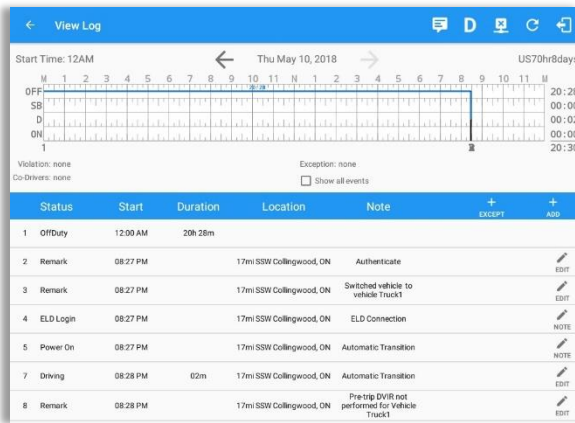 View Log
D
Start Time: 12AM
Thu May 10, 2018
US70hr8days
M 1 2 3 4 5 6 7 8 9 10 11 N 1 2 3 4 5 6 7 8 9 10 11 M
20:28
OFF 20:28
SB 00:00
D 00:02
ON 00:00
1 20:30
Violation: none
Exception: none
Co-Drivers: none
Show all events
Status Start Duration Location Note + EXCEPT + ADD
1 OffDuty 12:00 AM 20h 28m
2 Remark 08:27 PM 17mi SSW Collingwood, ON Authenticate EDIT
3 Remark 08:27 PM 17mi SSW Collingwood, ON Switched vehicle to
vehicle Truck1 EDIT
4 ELD Login 08:27 PM 17mi SSW Collingwood, ON ELD Connection NOTE
5 Power On 08:27 PM 17mi SSW Collingwood, ON Automatic Transition NOTE
7 Driving 08:28 PM 02m 17mi SSW Collingwood, ON Automatic Transition EDIT
8 Remark 08:28 PM 17mi SSW Collingwood, ON Pre-trip DVIR not
performed for Vehicle
Truck1 EDIT